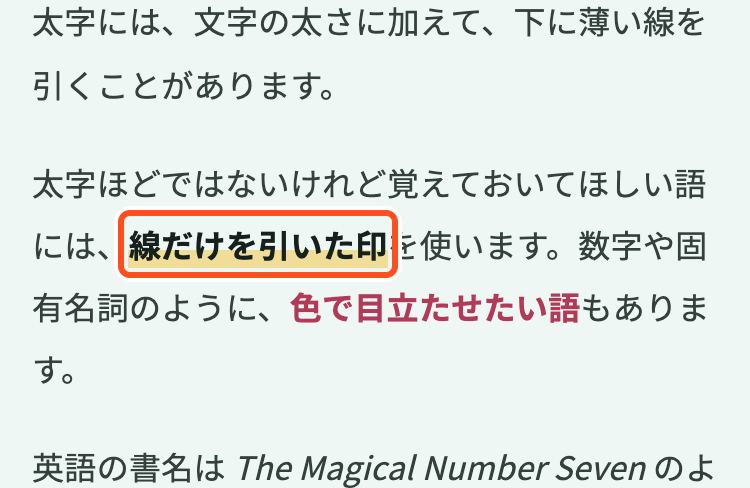 太字には、文字の太さに加えて、下に薄い線を
引くことがあります。
太字ほどではないけれど覚えておいてほしい語
には、線だけを引いた印を使います。数字や固
有名詞のように、色で目立たせたい語もありま
す。
英語の書名は The Magical Number Seven のよ